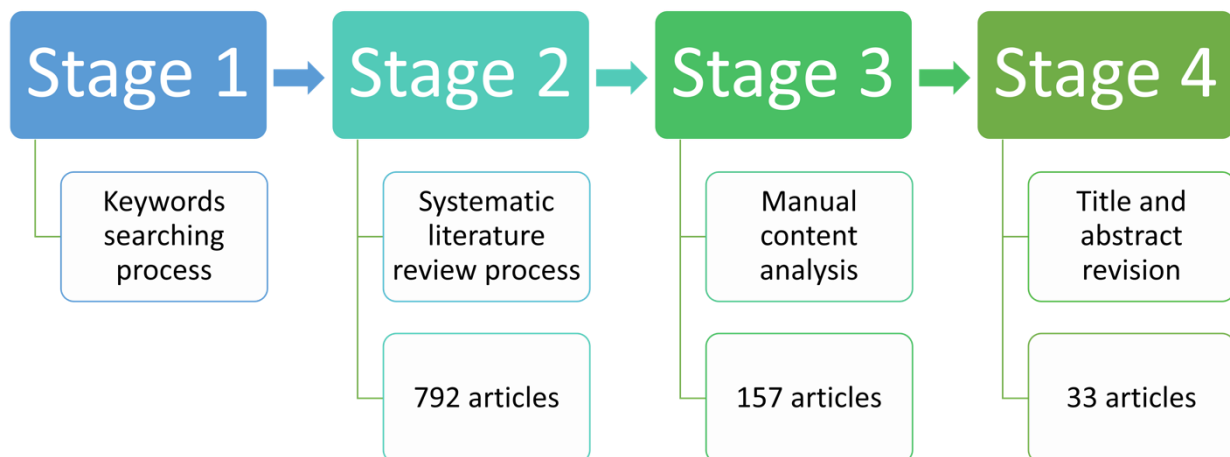 Stage 1
Stage 2
Stage 3
Stage 4
Keywords
searching
process
Systematic
literature
review process
Manual
content
analysis
Title and
abstract
revision
792 articles
157 articles
33 articles